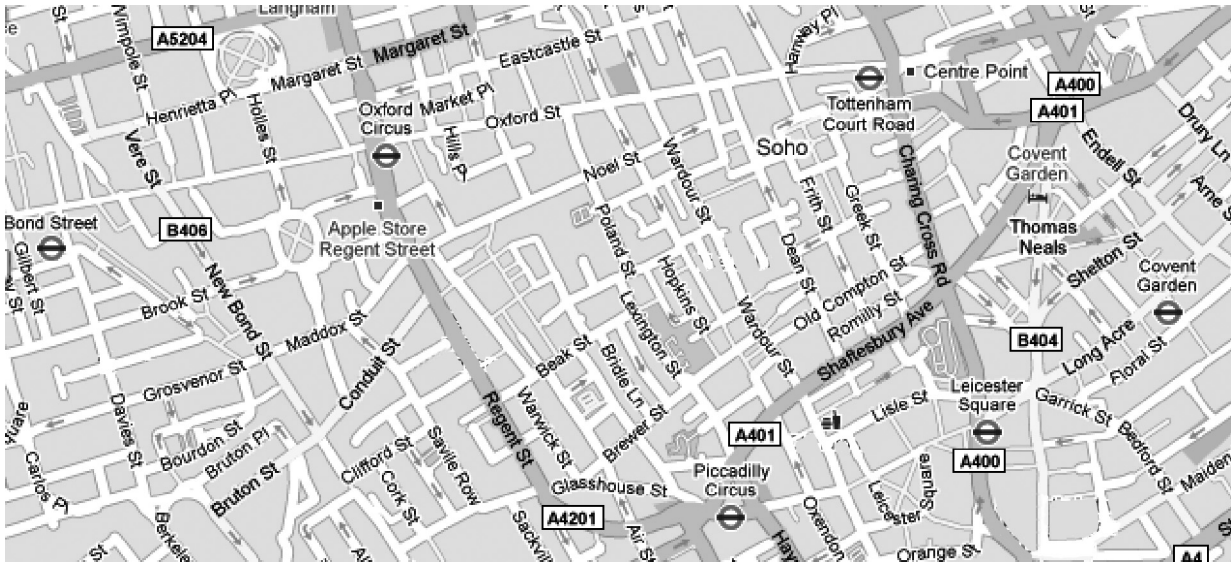 Langham
A5204
Wimpole St
Margaret St
Margaret St
Eastcastle St
Hanway Pl
Henrietta Pl
Holles St
Vere St
Oxford
Circus
Market Pl
Hills Pl
Oxford St
Noel St
Wardour St
Soho
Tottenham
Court Road
Centre Point
A400
A401
Drury Ln
Endell St
Arne St
Covent
Garden
Thomas
Neals
Shelton St
Covent
Garden
Bond Street
Gilbert St
B406
Apple Store
Regent Street
Brook St
New Bond St
Maddox St
Conduit St
Grosvenor St
Davies St
Bourdon St
Bruton Pl
Bruton St
Carlos Pl
Clifford St
Cork St
Savile Row
Regent St
Warwick St
Beak St
Bridle Ln
Brewer St
Lexington St
Poland St
Hopkins St
Wardour St
Dean St
Frith St
Greek St
Old Compton St
Romilly St
Shaftesbury Ave
Charing Cross Rd
B404
Long Acre
Floral St
Garrick St
Bedford St
Maiden
Leicester
Square
A400
Lisle St
A401
Piccadilly
Circus
Glasshouse St
A4201
Air St
Oxendon
Leicester Square
Orange St
A4